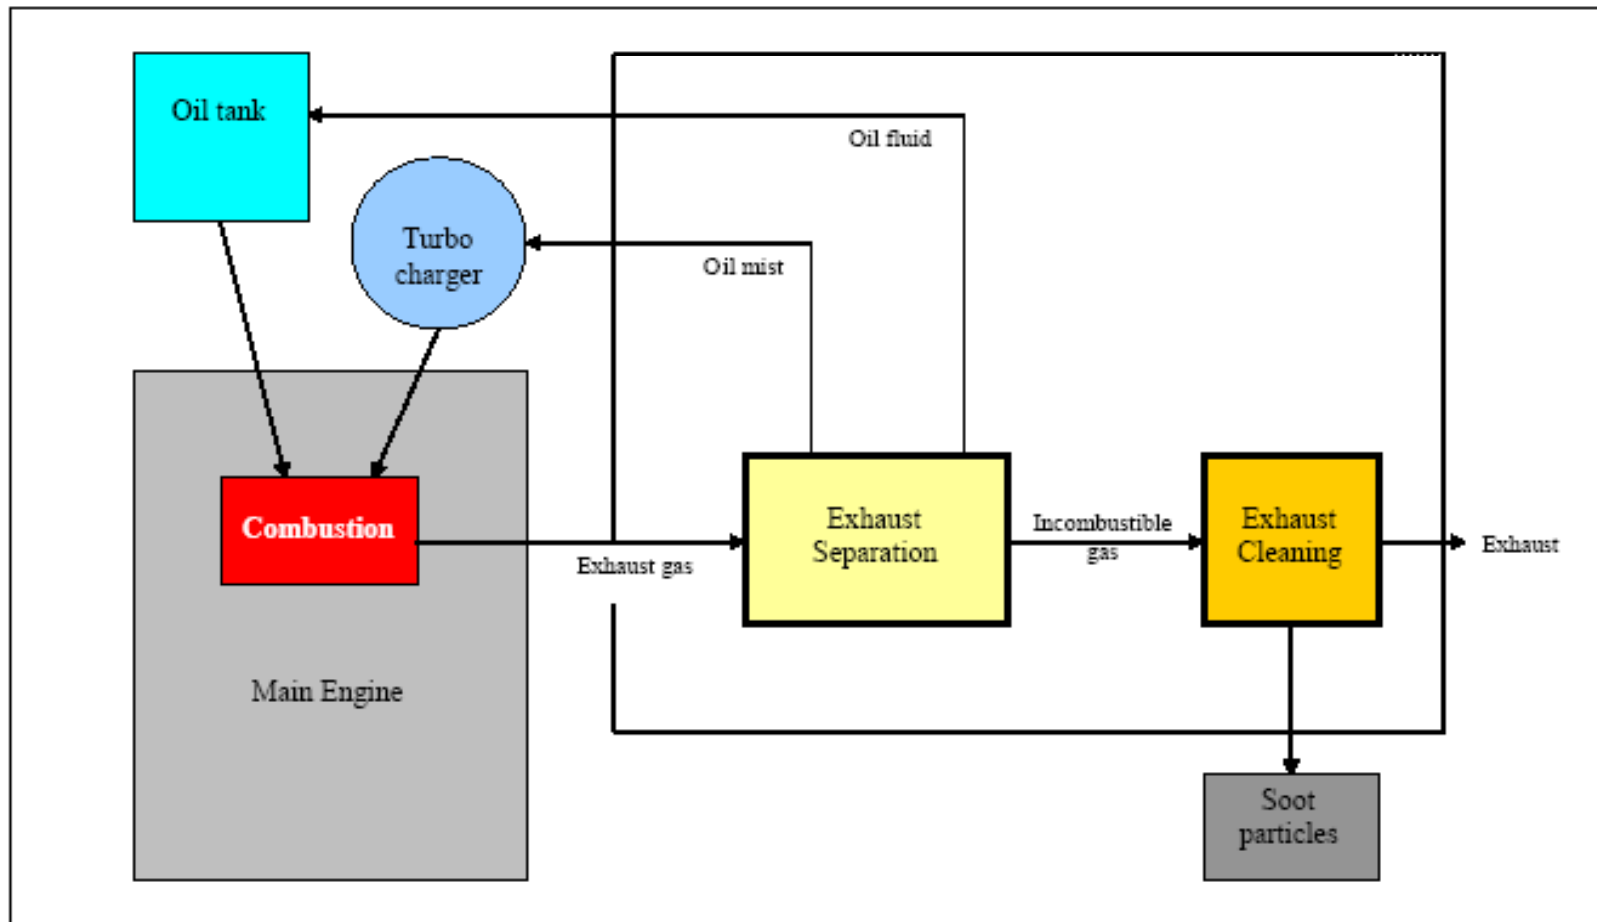 Oil tank
Oil fluid
Turbo
charger
Oil mist
Combustion
Exhaust gas
Exhaust
Separation
Incombustible
gas
Exhaust
Cleaning
Exhaust
Main Engine
Soot
particles